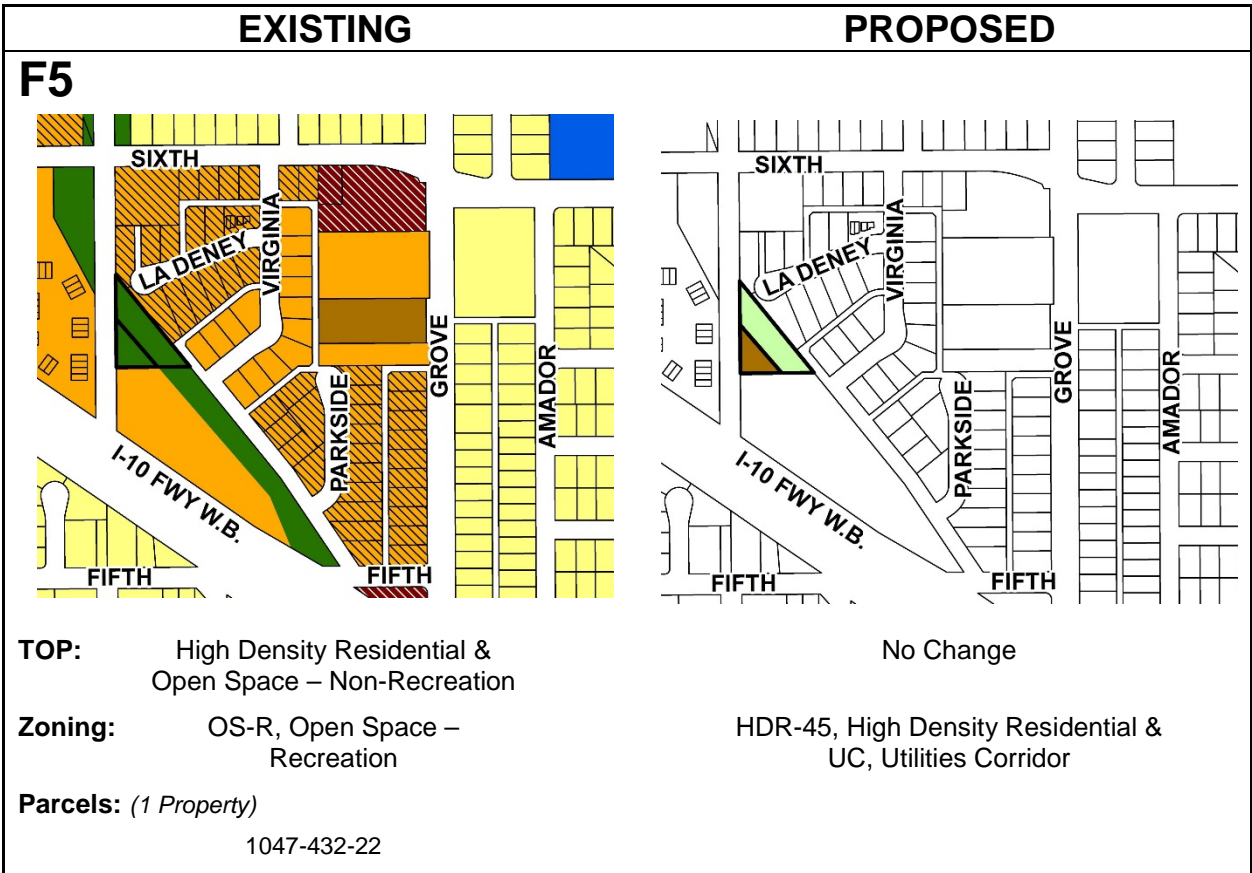 EXISTING
PROPOSED
F5
SIXTH
LA DENEY
VIRGINIA
GROVE
AMADOR
PARKSIDE
I-10 FWY W.B.
FIFTH
FIFTH
SIXTH
LA DENEY
VIRGINIA
GROVE
AMADOR
PARKSIDE
I-10 FWY W.B.
FIFTH
FIFTH
TOP: High Density Residential & No Change
Open Space – Non-Recreation
Zoning: OS-R, Open Space – HDR-45, High Density Residential &
Recreation UC, Utilities Corridor
Parcels: (1 Property)
1047-432-22